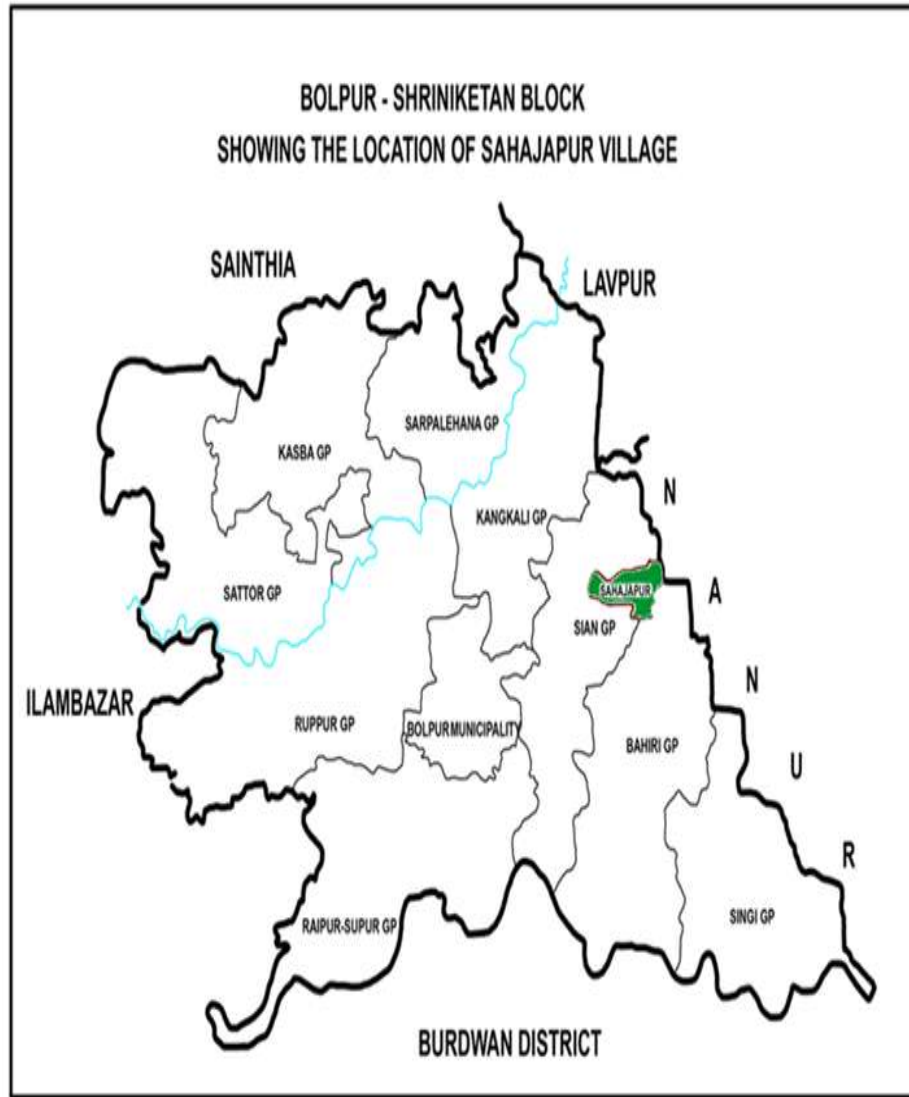 BOLPUR - SHRINIKETAN BLOCK
SHOWING THE LOCATION OF SAHAJAPUR VILLAGE
SAINTHIA
LAVPUR
SARPALEHANA GP
KASBA GP
KANGKALI GP
SATTOR GP
SAHAJAPUR
SIAN GP
ILAMBAZAR
RUPPUR GP
BOLPUR MUNICIPALITY
BAHIRI GP
N
A
N
U
R
RAIPUR-SUPUR GP
SINGI GP
BURDWAN DISTRICT